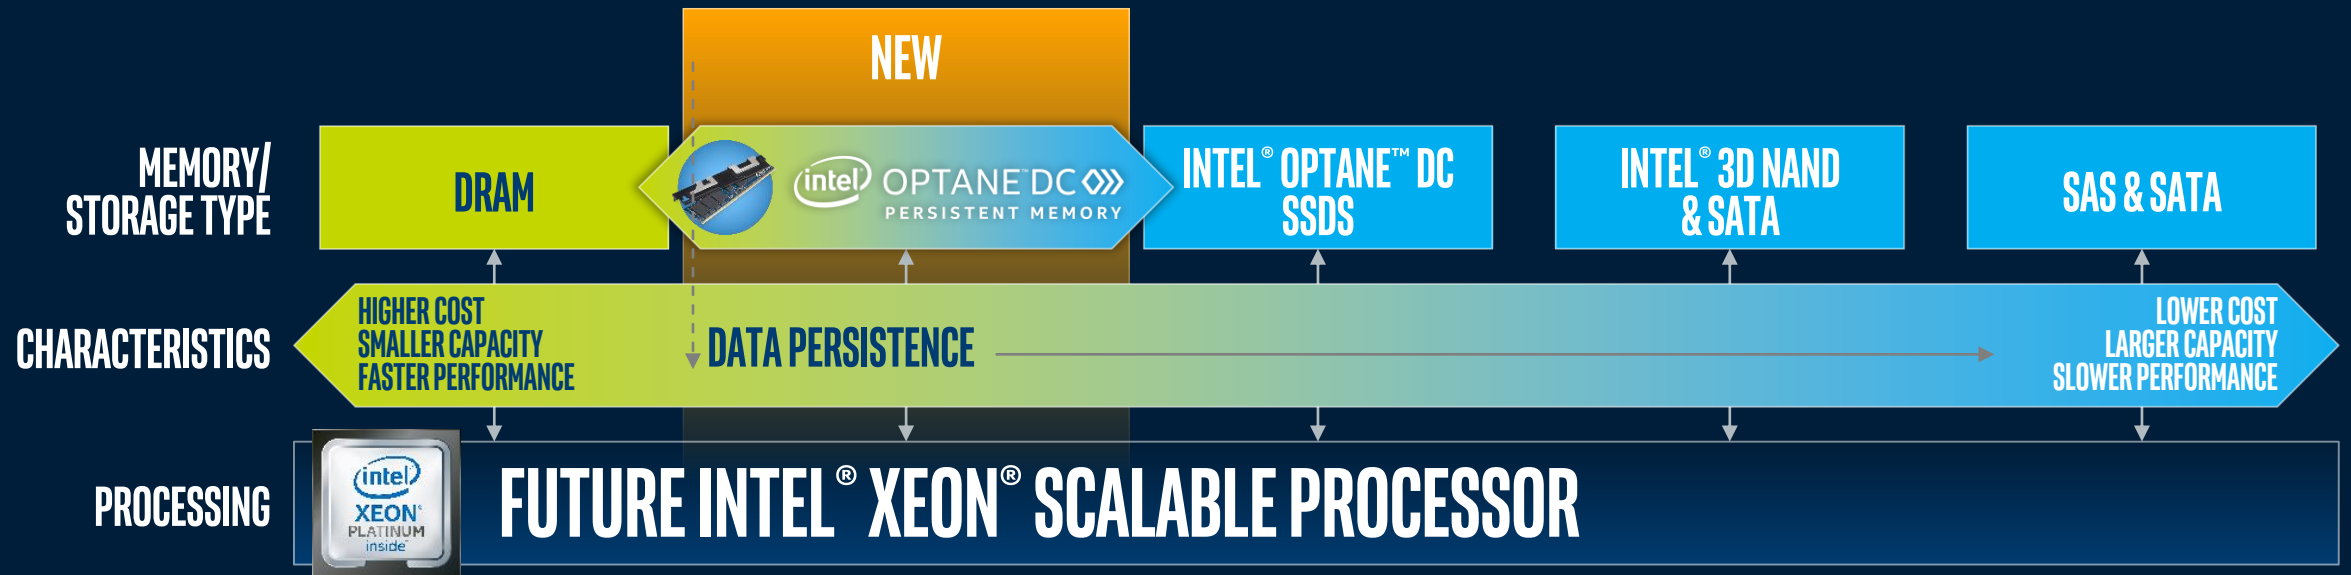 NEW
MEMORY/
STORAGE TYPE
DRAM
intel OPTANE™ DC
PERSISTENT MEMORY
INTEL® OPTANE™ DC
SSDS
INTEL® 3D NAND
& SATA
SAS & SATA
CHARACTERISTICS
HIGHER COST
SMALLER CAPACITY
FASTER PERFORMANCE
DATA PERSISTENCE
LOWER COST
LARGER CAPACITY
SLOWER PERFORMANCE
PROCESSING
intel
XEON®
PLATINUM
inside™
FUTURE INTEL® XEON® SCALABLE PROCESSOR